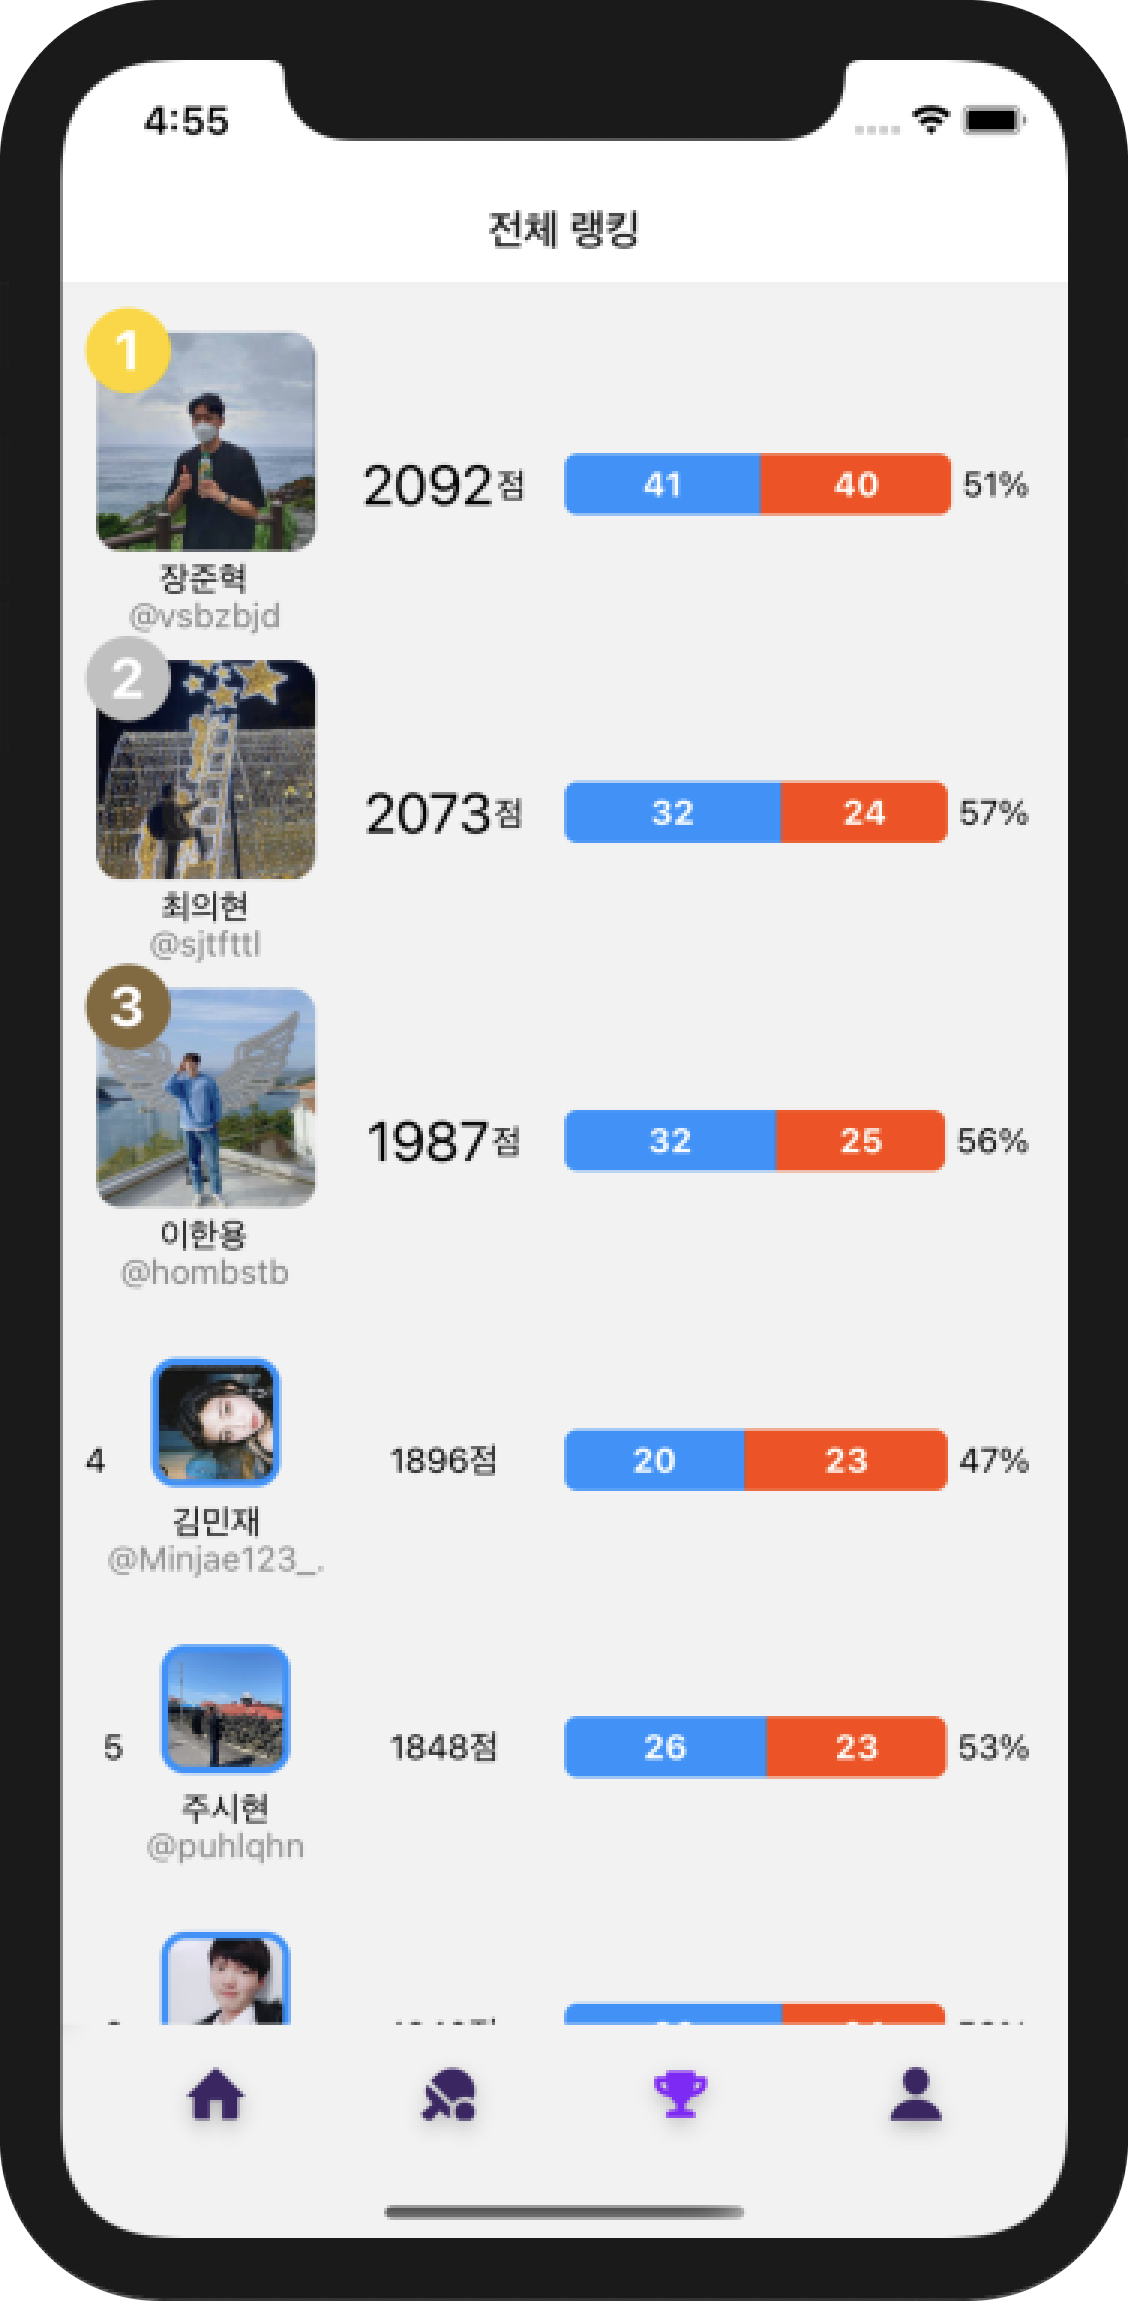 4:55
전체 랭킹
1
2092점 41 40 51%
장준혁
@vsbzbjd
2
2073점 32 24 57%
최의현
@sjtfttl
3
1987점 32 25 56%
이한용
@hombstb
4 1896점 20 23 47%
김민재
@Minjae123_.
5 1848점 26 23 53%
주시현
@puhlqhn